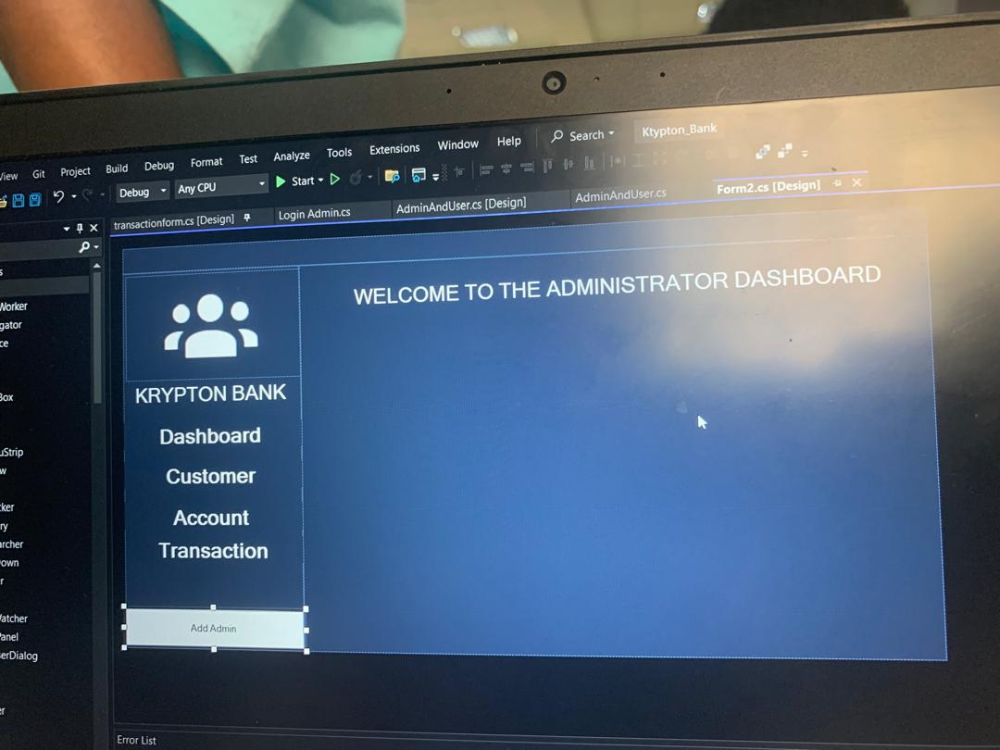 View Git Project Build Debug Format Test Analyze Tools Extensions Window Help Search Ktypton_Bank
Debug Any CPU Start
transactionform.cs [Design] Login Admin.cs AdminAndUser.cs [Design] AdminAndUser.cs Form2.cs [Design]
s
Worker
gator
ce
Box
uStrip
w
ker
ry
archer
own
r
Vatcher
Panel
erDialog
er
WELCOME TO THE ADMINISTRATOR DASHBOARD
KRYPTON BANK
Dashboard
Customer
Account
Transaction
Add Admin
Error List